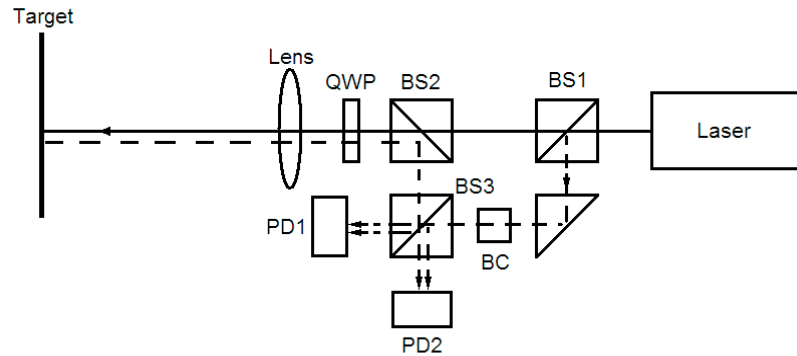 Target
Lens
QWP
BS2
BS1
Laser
BS3
PD1
BC
PD2